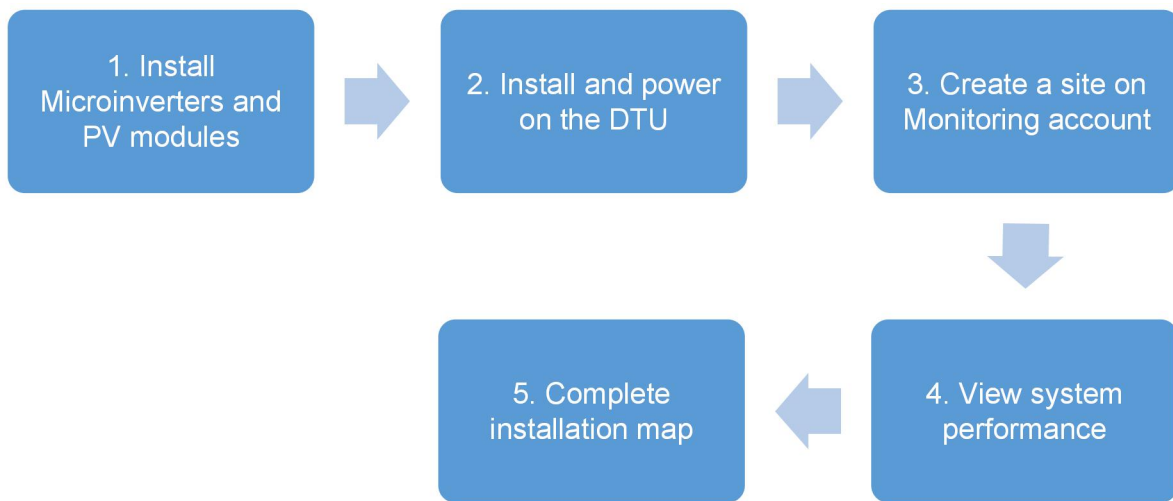 1. Install
Microinverters and
PV modules
2. Install and power
on the DTU
3. Create a site on
Monitoring account
4. View system
performance
5. Complete
installation map